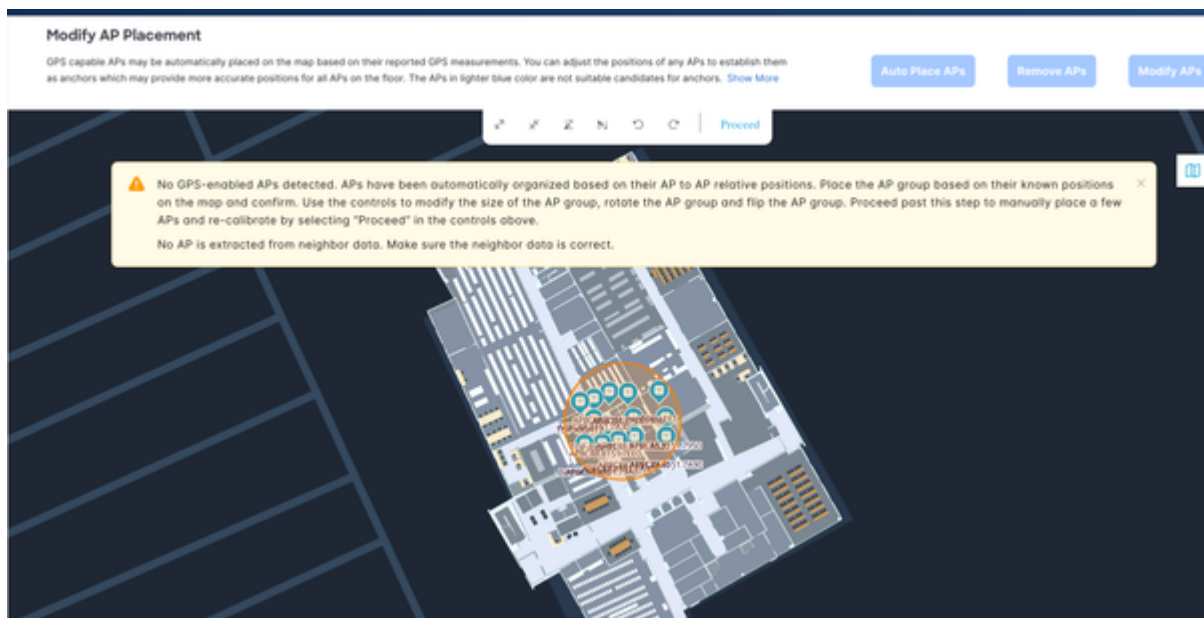 Modify AP Placement
GPS capable APs may be automatically placed on the map based on their reported GPS measurements. You can adjust the positions of any APs to establish them
as anchors which may provide more accurate positions for all APs on the floor. The APs in lighter blue color are not suitable candidates for anchors. Show More
Auto Place APs
Remove APs
Modify APs
Proceed
No GPS-enabled APs detected. APs have been automatically organized based on their AP to AP relative positions. Place the AP group based on their known positions
on the map and confirm. Use the controls to modify the size of the AP group, rotate the AP group and flip the AP group. Proceed past this step to manually place a few
APs and re-calibrate by selecting "Proceed" in the controls above.
No AP is extracted from neighbor data. Make sure the neighbor data is correct.